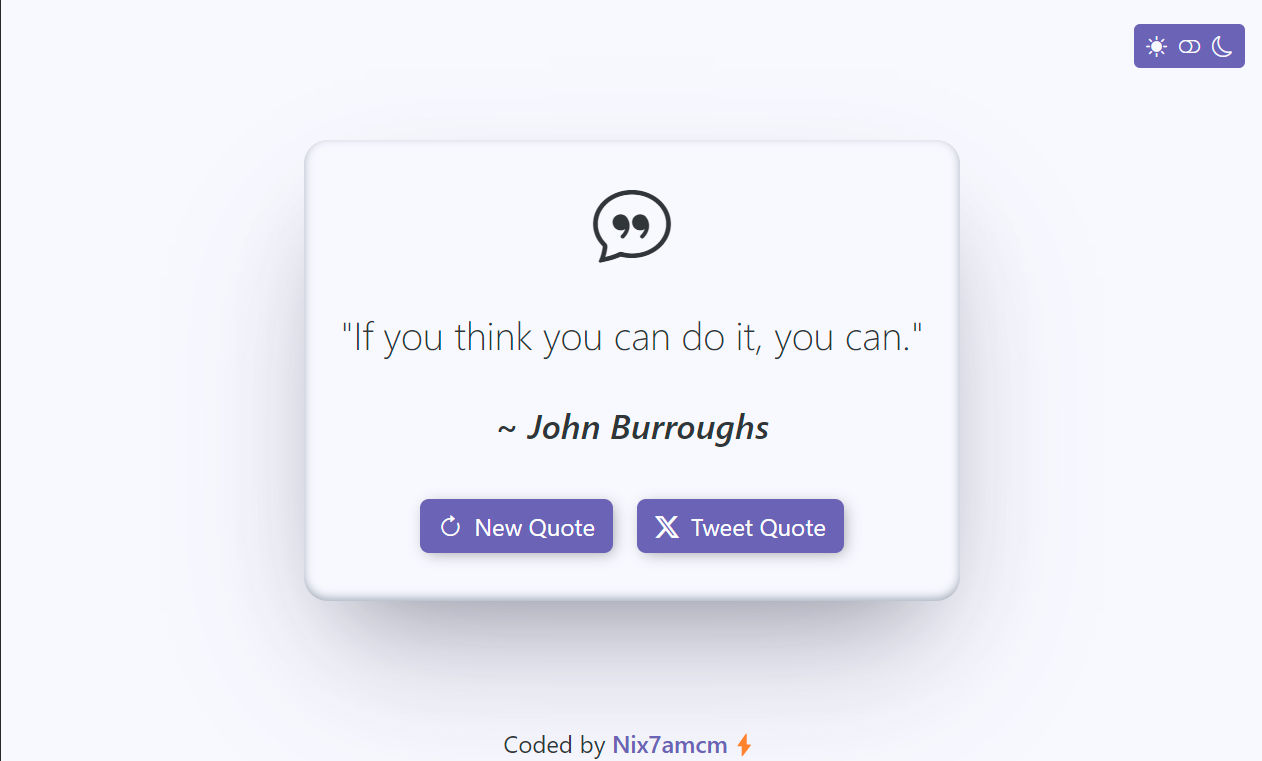 "If you think you can do it, you can."
~ John Burroughs
New Quote
Tweet Quote
Coded by Nix7amcm